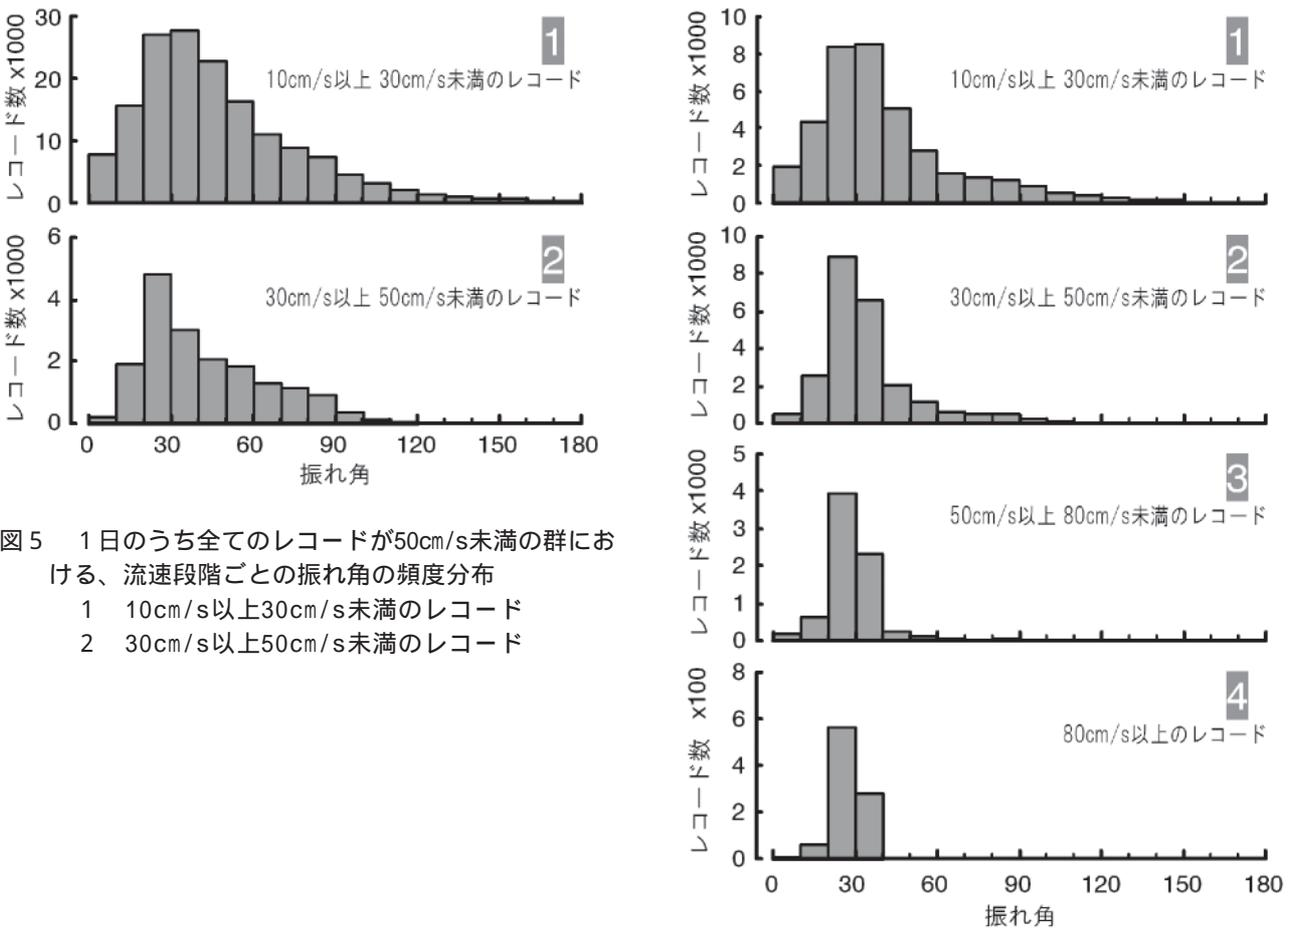 レコード数 x1000
30
20
10
0
1
10cm/s以上 30cm/s未満のレコード
レコード数 x1000
6
4
2
0
2
30cm/s以上 50cm/s未満のレコード
0 30 60 90 120 150 180
振れ角
図5 1日のうち全てのレコードが50㎝/s未満の群にお
ける、流速段階ごとの振れ角の頻度分布
1 10㎝/s以上30㎝/s未満のレコード
2 30㎝/s以上50㎝/s未満のレコード
レコード数 x1000
10
8
6
4
2
0
1
10cm/s以上 30cm/s未満のレコード
レコード数 x1000
10
8
6
4
2
0
2
30cm/s以上 50cm/s未満のレコード
レコード数 x1000
5
4
3
2
1
0
3
50cm/s以上 80cm/s未満のレコード
レコード数 x100
8
6
4
2
0
4
80cm/s以上のレコード
0 30 60 90 120 150 180
振れ角